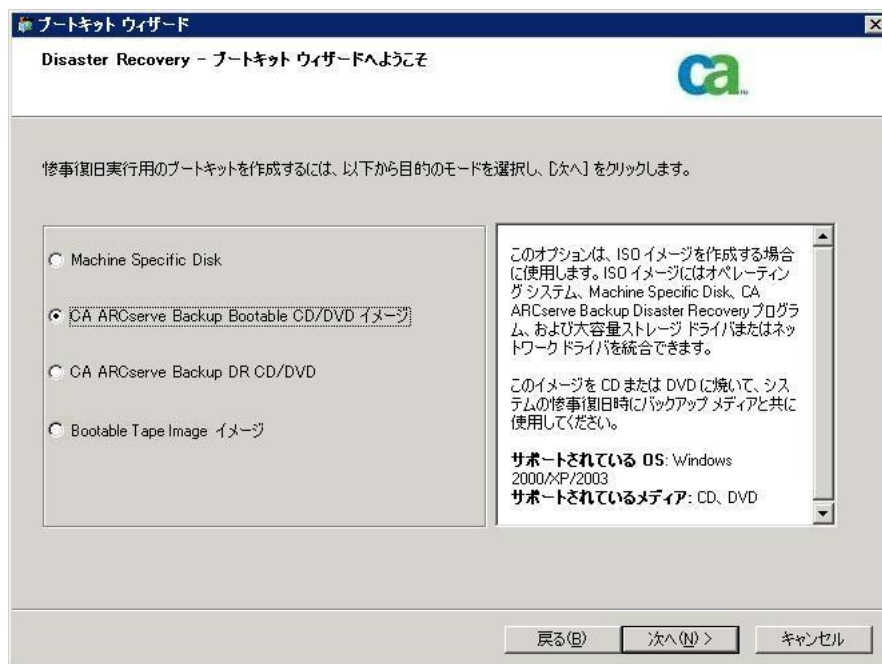 ブートキット ウィザード
Disaster Recovery - ブートキット ウィザードへようこそ
ca
惨事復旧実行用のブートキットを作成するには、以下から目的のモードを選択し、[次へ] をクリックします。
Machine Specific Disk
CA ARCserve Backup Bootable CD/DVD イメージ
CA ARCserve Backup DR CD/DVD
Bootable Tape Image イメージ
このオプションは、ISO イメージを作成する場合
に使用します。ISO イメージにはオペレーティン
グ システム、Machine Specific Disk、CA
ARCserve Backup Disaster Recovery プログラ
ム、および大容量ストレージ ドライバまたはネッ
トワーク ドライバを統合できます。
このイメージを CD または DVD に焼いて、シス
テムの惨事復旧時にバックアップ メディアと共に
使用してください。
サポートされている OS: Windows
2000/XP/2003
サポートされているメディア: CD、DVD
戻る(B)
次へ(N) >
キャンセル